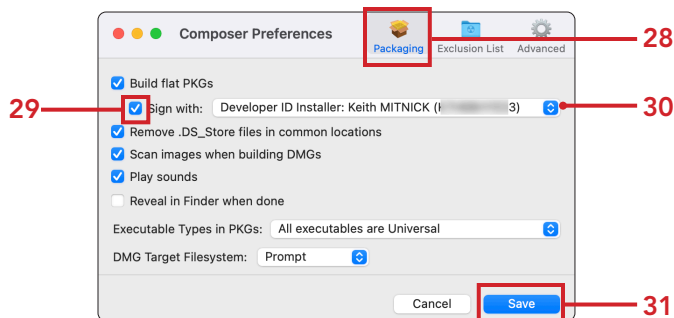 Composer Preferences
Packaging
Exclusion List
Advanced
28
Build flat PKGs
29
Sign with: Developer ID Installer: Keith MITNICK ( 3)
30
Remove .DS_Store files in common locations
Scan images when building DMGs
Play sounds
Reveal in Finder when done
Executable Types in PKGs: All executables are Universal
DMG Target Filesystem: Prompt
Cancel
Save
31